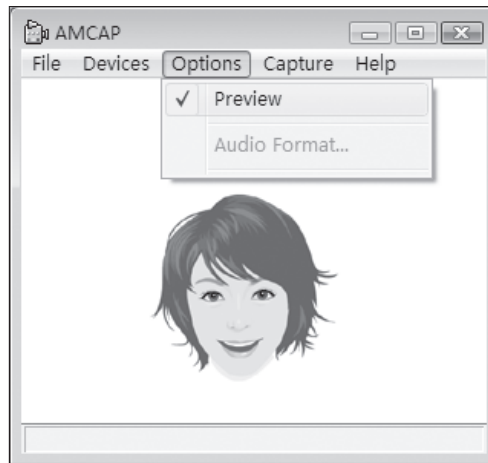 AMCAP
File Devices Options Capture Help
Preview
Audio Format...